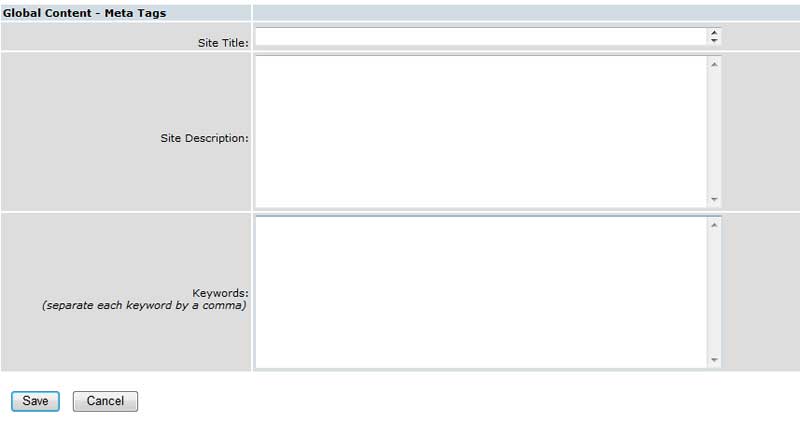 Global Content - Meta Tags
Site Title:
Site Description:
Keywords:
(separate each keyword by a comma)
Save Cancel